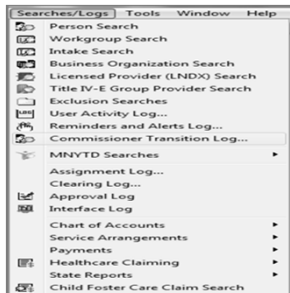 Searches/Logs Tools Window Help
Person Search
Workgroup Search
Intake Search
Business Organization Search
Licensed Provider (LNDX) Search
Title IV-E Group Provider Search
Exclusion Searches
User Activity Log...
Reminders and Alerts Log...
Commissioner Transition Log...
MNYTD Searches
Assignment Log...
Clearing Log...
Approval Log
Interface Log
Chart of Accounts
Service Arrangements
Payments
Healthcare Claiming
State Reports
Child Foster Care Claim Search